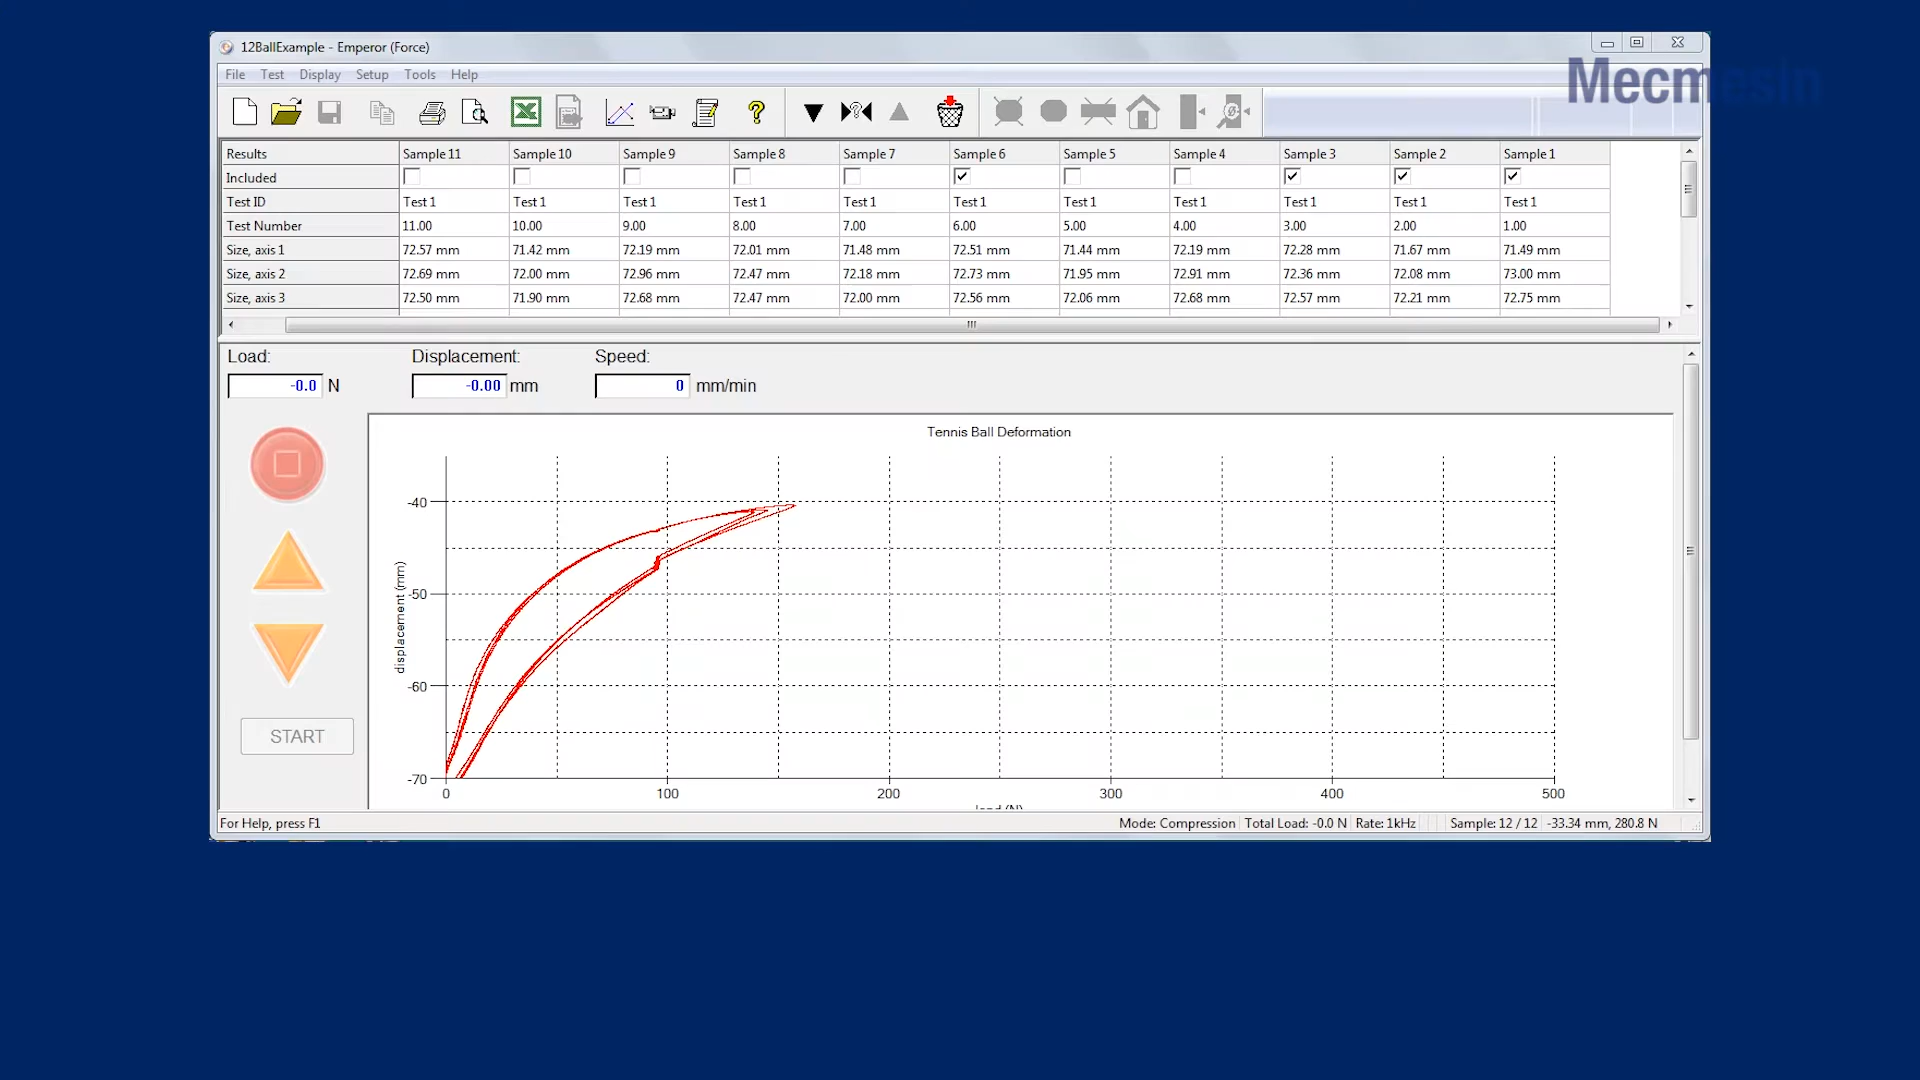 12BallExample - Emperor (Force)
Mecmesin
File Test Display Setup Tools Help
Results Sample 11 Sample 10 Sample 9 Sample 8 Sample 7 Sample 6 Sample 5 Sample 4 Sample 3 Sample 2 Sample 1
Included
Test ID Test 1 Test 1 Test 1 Test 1 Test 1 Test 1 Test 1 Test 1 Test 1 Test 1 Test 1
Test Number 11.00 10.00 9.00 8.00 7.00 6.00 5.00 4.00 3.00 2.00 1.00
Size, axis 1 72.57 mm 71.42 mm 72.19 mm 72.01 mm 71.48 mm 72.51 mm 71.44 mm 72.19 mm 72.28 mm 71.67 mm 71.49 mm
Size, axis 2 72.69 mm 72.00 mm 72.96 mm 72.47 mm 72.18 mm 72.73 mm 71.95 mm 72.91 mm 72.36 mm 72.08 mm 73.00 mm
Size, axis 3 72.50 mm 71.90 mm 72.68 mm 72.47 mm 72.00 mm 72.56 mm 72.06 mm 72.68 mm 72.57 mm 72.21 mm 72.75 mm
Load: Displacement: Speed:
-0.0 N -0.00 mm 0 mm/min
Tennis Ball Deformation
-40
-50
displacement (mm)
-60
-70
START
0 100 200 300 400 500
load (N)
For Help, press F1 Mode: Compression Total Load: -0.0 N Rate: 1kHz Sample: 12 / 12 -33.34 mm, 280.8 N